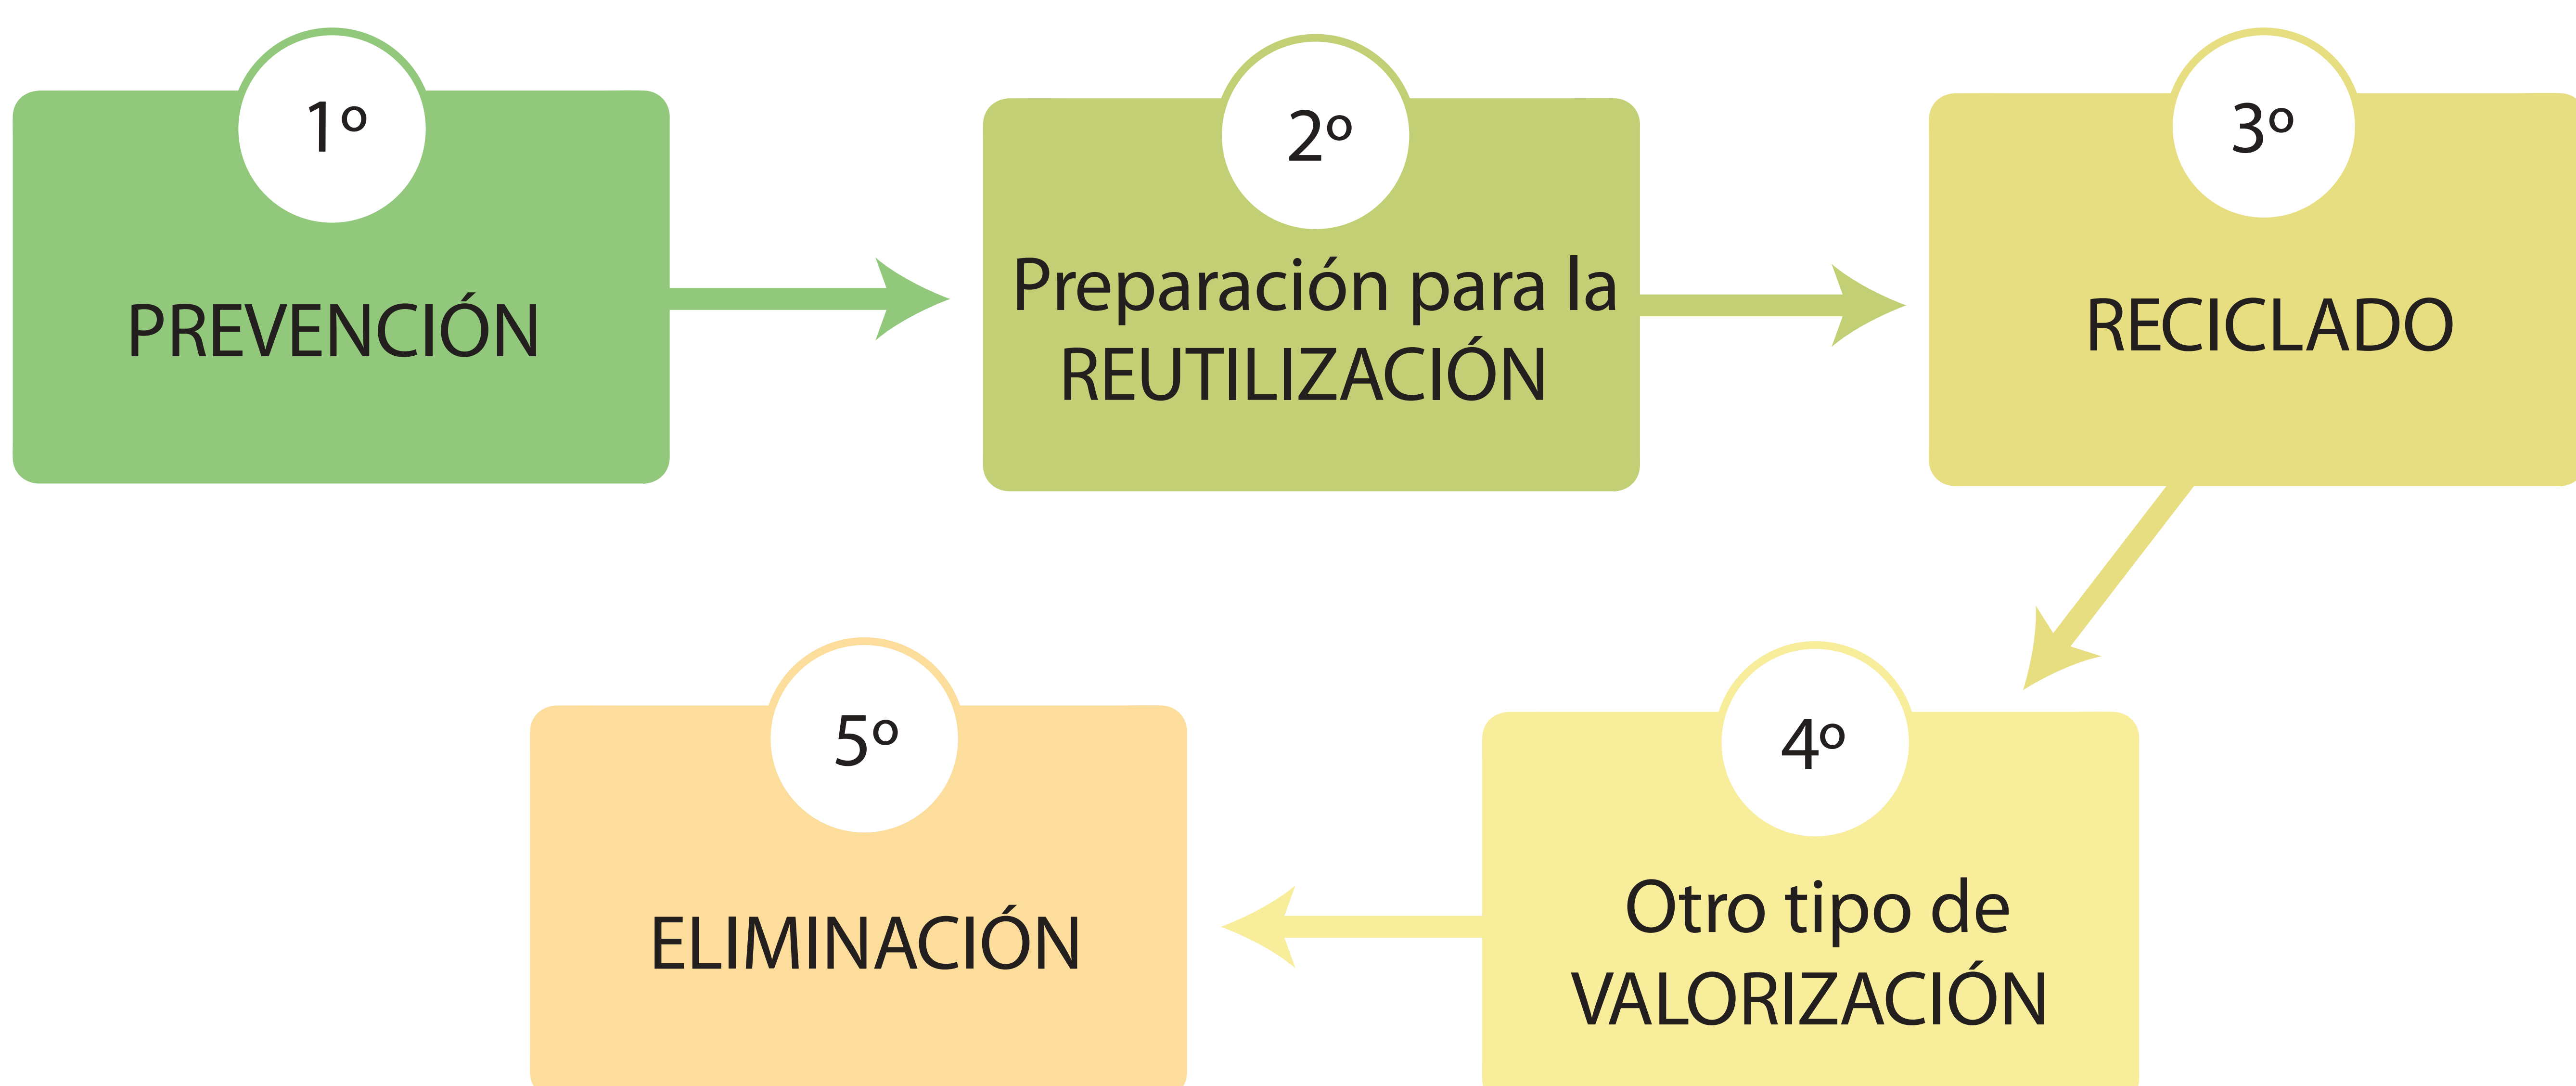 1º
PREVENCIÓN
2º
Preparación para la
REUTILIZACIÓN
3º
RECICLADO
4º
Otro tipo de
VALORIZACIÓN
5º
ELIMINACIÓN